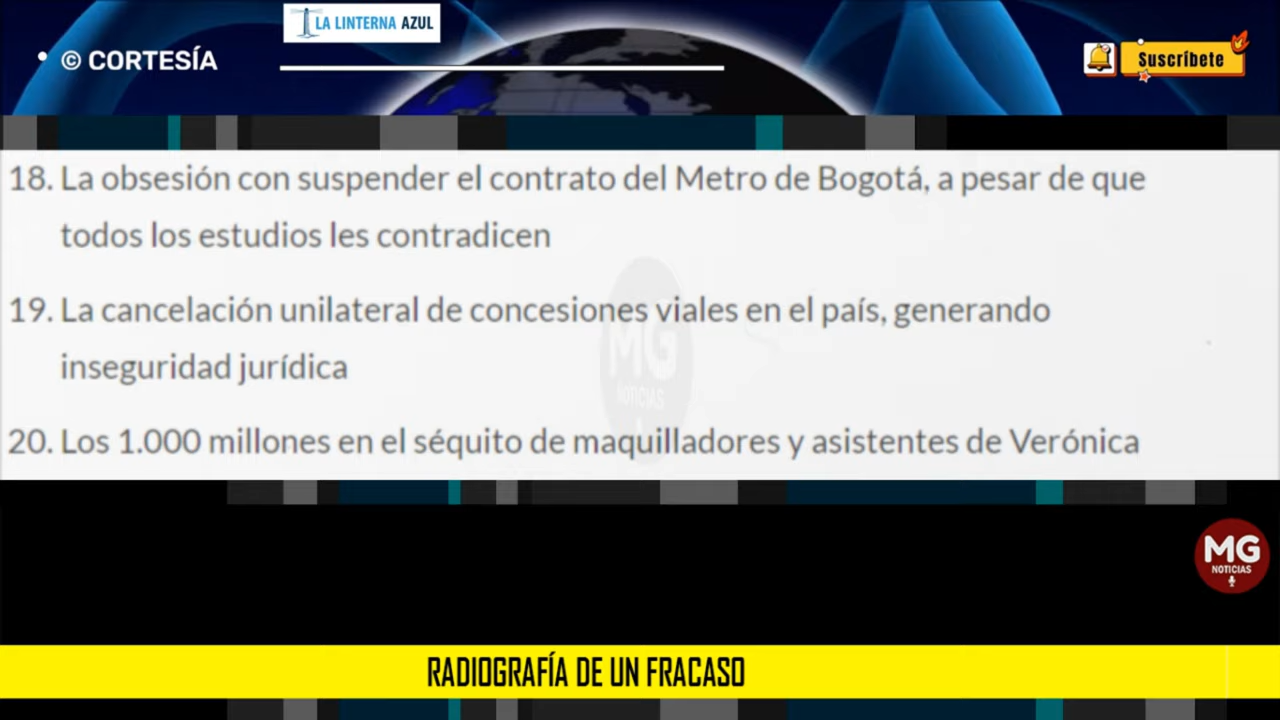 LA LINTERNA AZUL
© CORTESÍA
Suscríbete
18. La obsesión con suspender el contrato del Metro de Bogotá, a pesar de que
todos los estudios les contradicen
19. La cancelación unilateral de concesiones viales en el país, generando
inseguridad jurídica
20. Los 1.000 millones en el séquito de maquilladores y asistentes de Verónica
MG
NOTICIAS
MG
NOTICIAS
RADIOGRAFÍA DE UN FRACASO